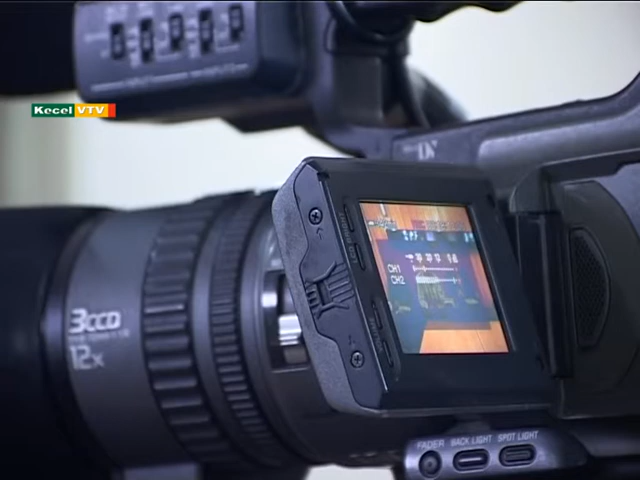 Kecel VTV
DV
3CCD
12x
CH1
CH2
FADER BACK LIGHT SPOT LIGHT